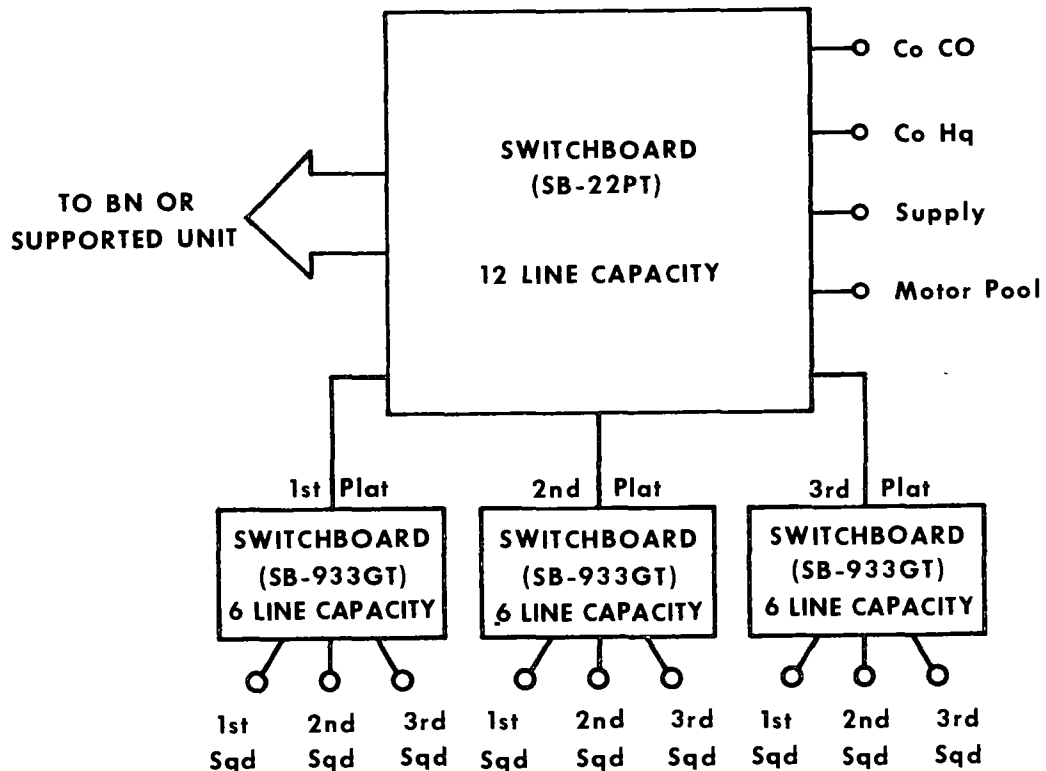 Co CO
Co Hq
SWITCHBOARD
(SB-22PT)
TO BN OR
SUPPORTED UNIT
Supply
12 LINE CAPACITY
Motor Pool
1st Plat
2nd Plat
3rd Plat
SWITCHBOARD
(SB-933GT)
6 LINE CAPACITY
SWITCHBOARD
(SB-933GT)
6 LINE CAPACITY
SWITCHBOARD
(SB-933GT)
6 LINE CAPACITY
1st 2nd 3rd
Sqd Sqd Sqd
1st 2nd 3rd
Sqd Sqd Sqd
1st 2nd 3rd
Sqd Sqd Sqd